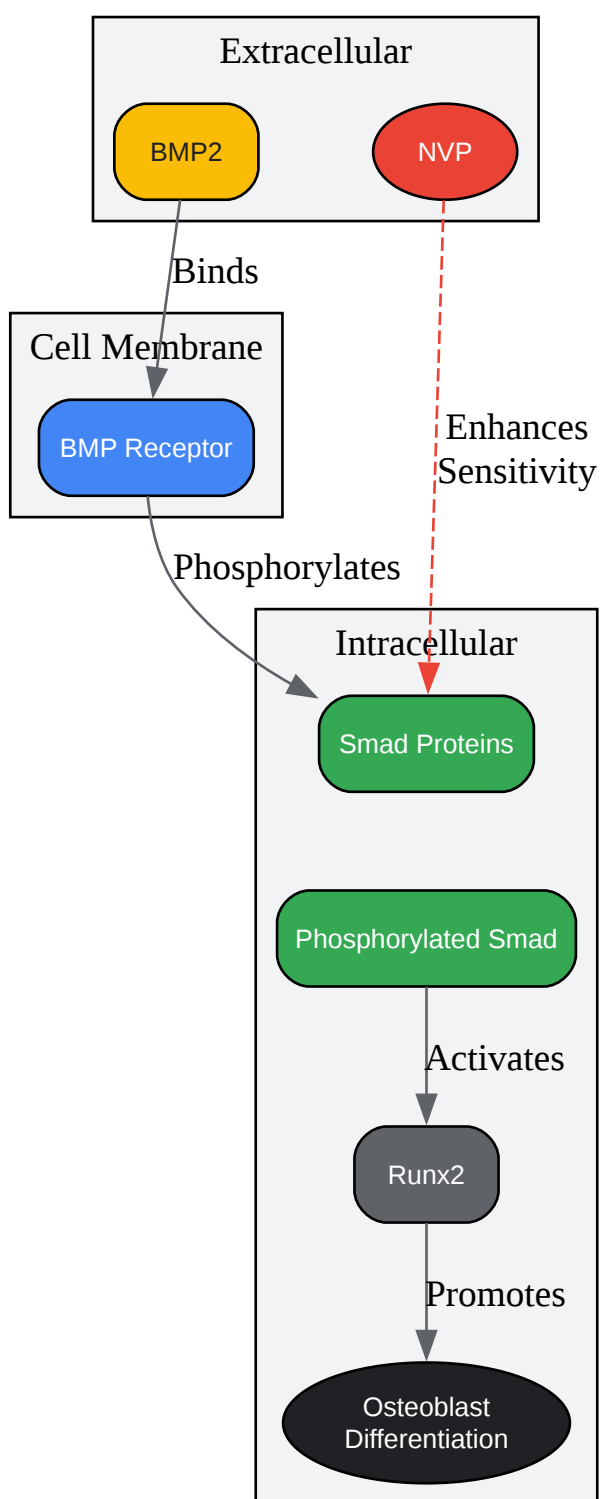 Extracellular
BMP2
NVP
Binds
Cell Membrane
BMP Receptor
Enhances
Sensitivity
Phosphorylates
Intracellular
Smad Proteins
Phosphorylated Smad
Activates
Runx2
Promotes
Osteoblast
Differentiation